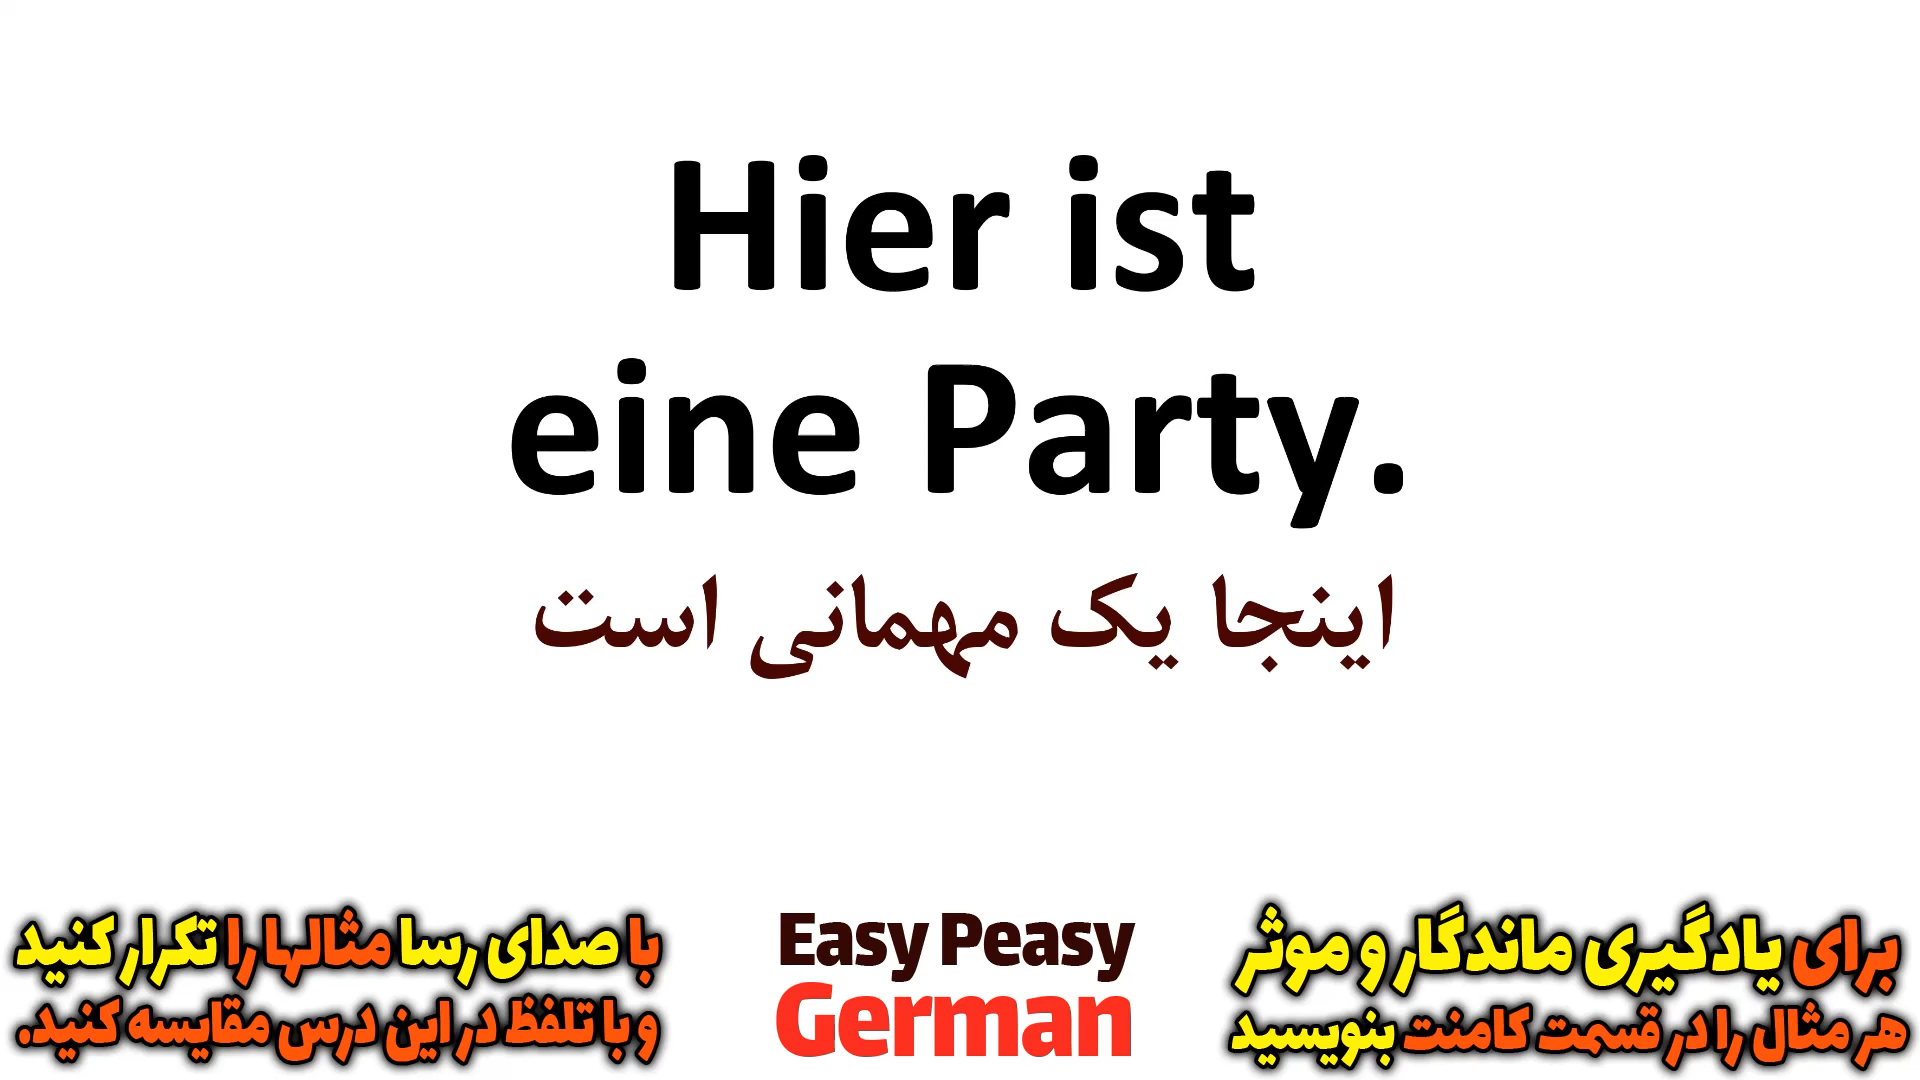 Hier ist
eine Party.
اینجا یک مهمانی است
با صدای رسا مثالها را تکرار کنید
و با تلفظ در این درس مقایسه کنید.
Easy Peasy
German
برای یادگیری ماندگار و موثر
هر مثال را در قسمت کامنت بنویسید